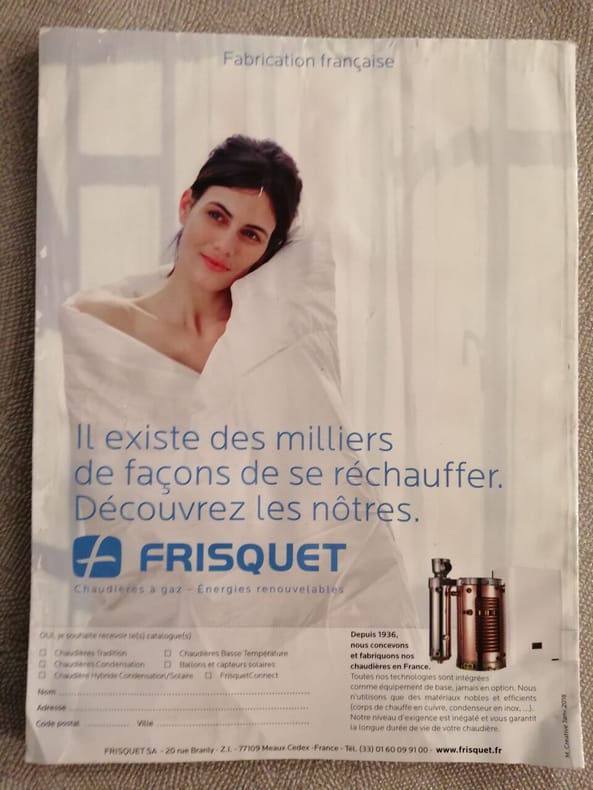 Fabrication française
Il existe des milliers
de façons de se réchauffer.
Découvrez les nôtres.
FRISQUET
Chaudières à gaz - Énergies renouvelables
OUI, je souhaite recevoir le(s) catalogue(s)
Chaudières Tradition
Chaudières Basse Température
Chaudières Condensation
Ballons et capteurs solaires
Chaudière Hybride Condensation/Solaire
FrisquetConnect
Nom
Adresse
Code postal
Ville
Depuis 1936,
nous concevons
et fabriquons nos
chaudières en France.
Toutes nos technologies sont intégrées
comme équipement de base, jamais en option. Nous
n'utilisons que des matériaux nobles et efficients
(corps de chauffe en cuivre, condenseur en inox, ...).
Notre niveau d'exigence est inégalé et vous garantit
la longue durée de vie de votre chaudière.
FRISQUET SA - 20 rue Branly - Z.I. - 77109 Meaux Cedex - France - Tél. (33) 01 60 09 91 00 - www.frisquet.fr